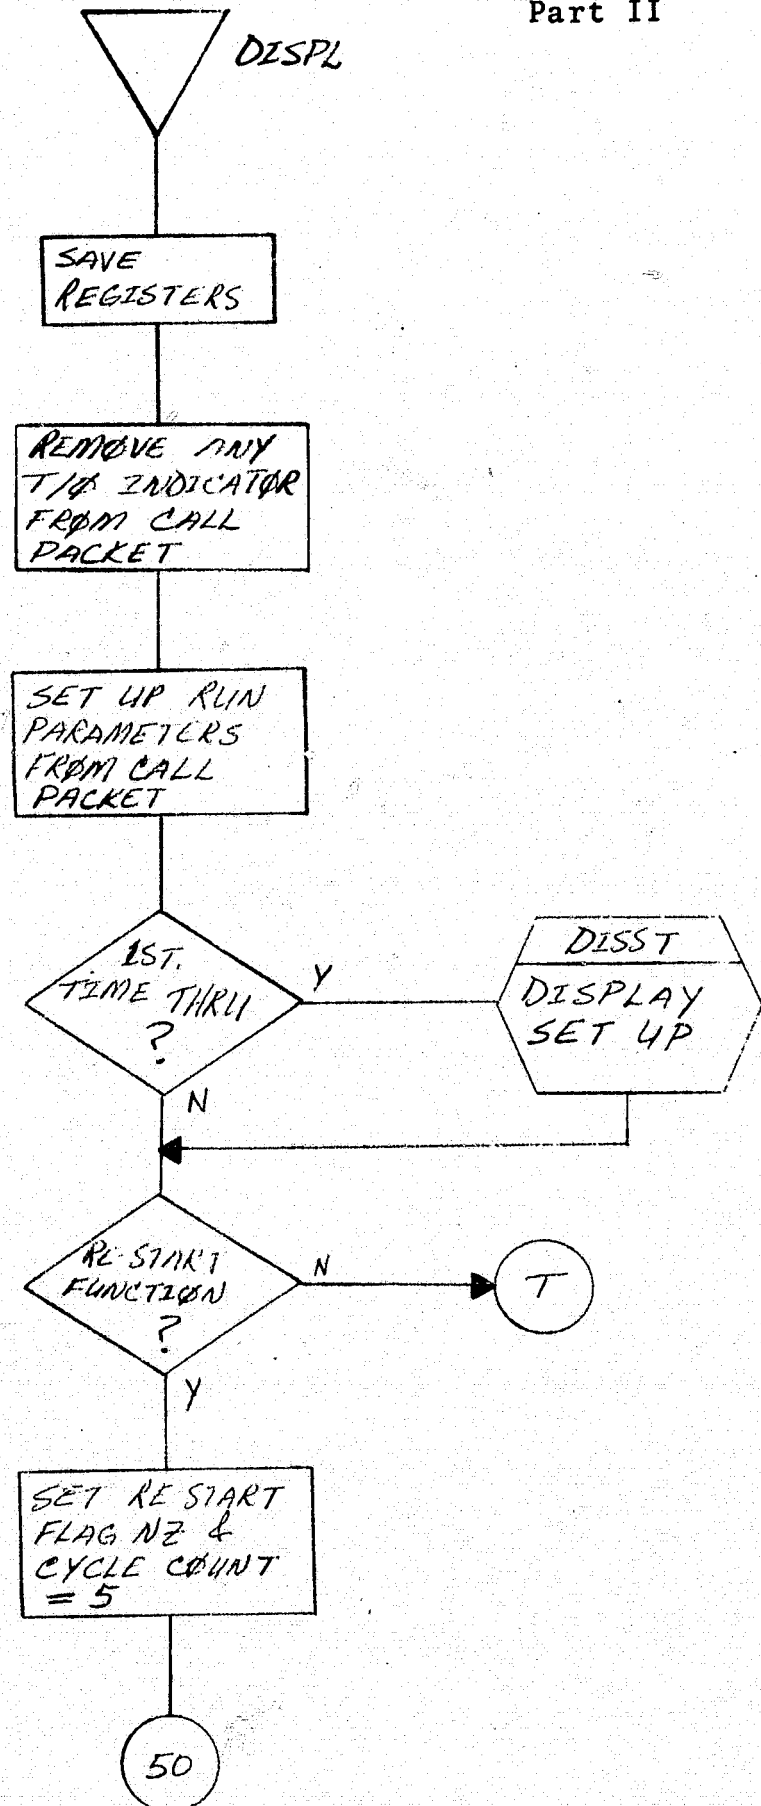 Part II
DISPL
SAVE
REGISTERS
REMØVE ANY
T/Ø INDICATØR
FRØM CALL
PACKET
SET UP RUN
PARAMETERS
FRØM CALL
PACKET
1ST.
TIME THRU
?
Y
DISST
DISPLAY
SET UP
N
RE-START
FUNCTIØN
?
N
T
Y
SET RE START
FLAG NZ &
CYCLE CØUNT
= 5
50